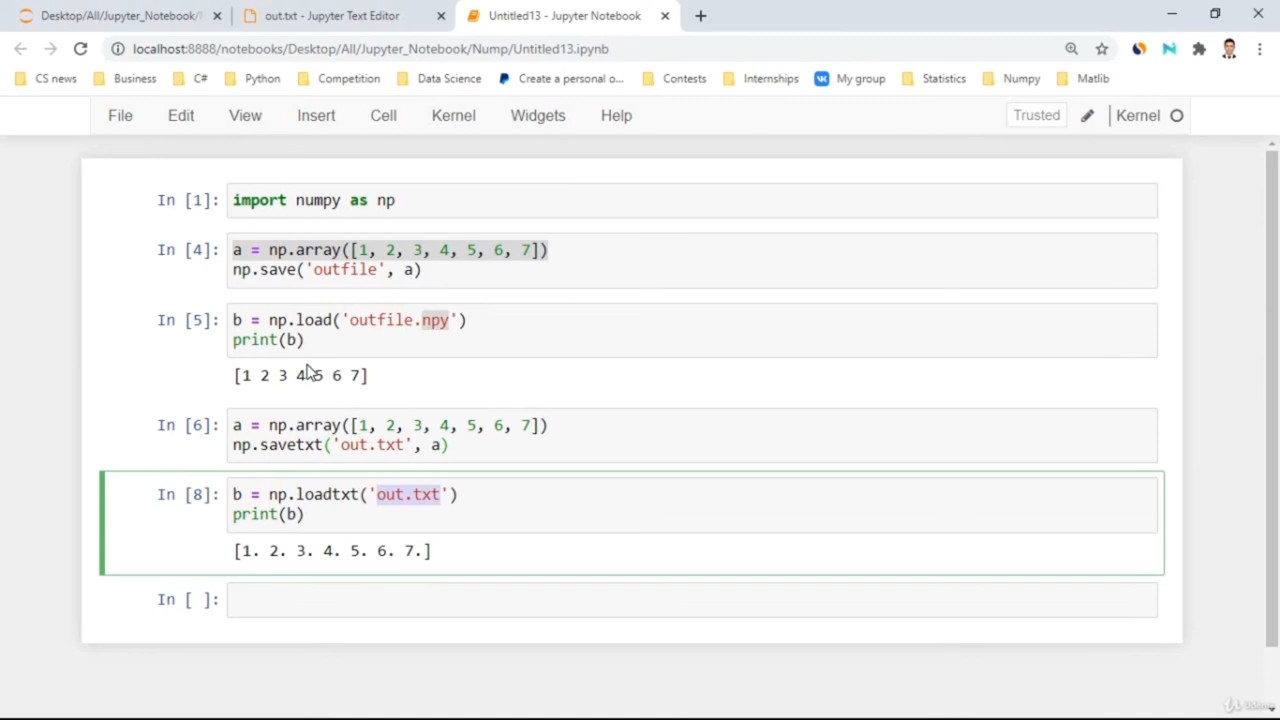 Desktop/All/Jupyter_Notebook/
out.txt - Jupyter Text Editor
Untitled13 - Jupyter Notebook
localhost:8888/notebooks/Desktop/All/Jupyter_Notebook/Nump/Untitled13.ipynb
CS news Business C# Python Competition Data Science Create a personal o... Contests Internships My group Statistics Numpy Matlib
File Edit View Insert Cell Kernel Widgets Help Trusted Kernel
In [1]: import numpy as np
In [4]: a = np.array([1, 2, 3, 4, 5, 6, 7])
np.save('outfile', a)
In [5]: b = np.load('outfile.npy')
print(b)
[1 2 3 4 5 6 7]
In [6]: a = np.array([1, 2, 3, 4, 5, 6, 7])
np.savetxt('out.txt', a)
In [8]: b = np.loadtxt('out.txt')
print(b)
[1. 2. 3. 4. 5. 6. 7.]
In [ ]: